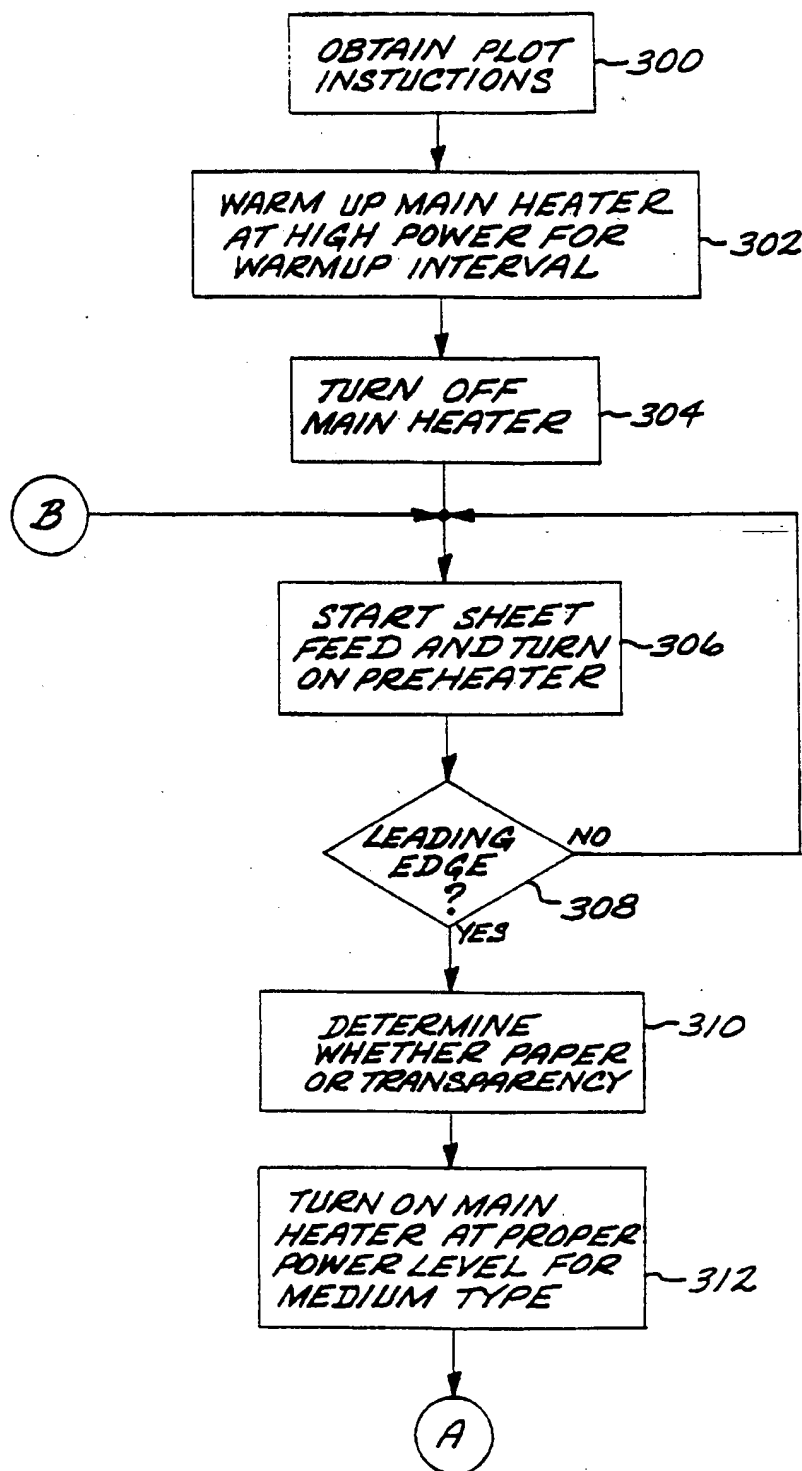 OBTAIN PLOT
INSTUCTIONS
300
WARM UP MAIN HEATER
AT HIGH POWER FOR
WARMUP INTERVAL
302
TURN OFF
MAIN HEATER
304
B
START SHEET
FEED AND TURN
ON PREHEATER
306
LEADING
EDGE
?
NO
308
YES
DETERMINE
WHETHER PAPER
OR TRANSPARENCY
310
TURN ON MAIN
HEATER AT PROPER
POWER LEVEL FOR
MEDIUM TYPE
312
A